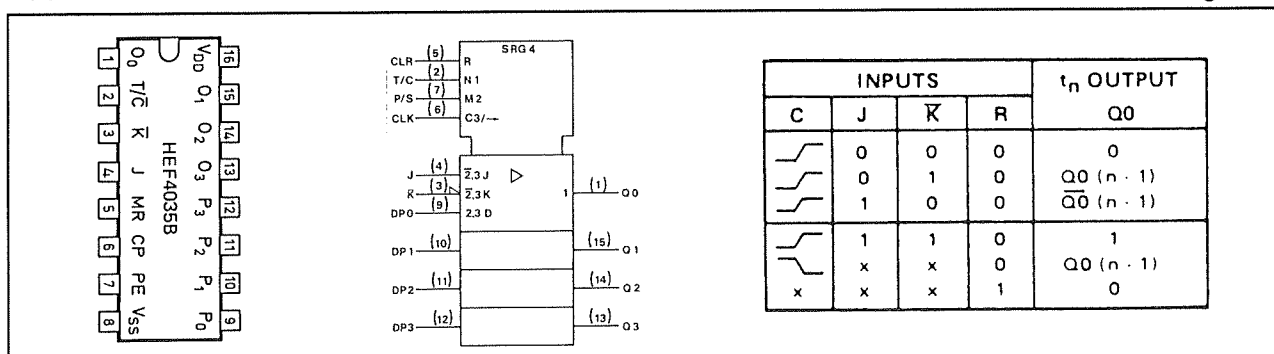 1 O0
2 T/C̅
3 K̅
4 J
5 MR
6 CP
7 PE
8 VSS
HEF4035B
VDD 16
O1 15
O2 14
O3 13
P3 12
P2 11
P1 10
P0 9
SRG4
CLR (5) R
T/C (2) N1
P/S (7) M2
CLK (6) C3/→
J (4) 2̅,3 J
K̅ (3) 2̅,3 K
DP0 (9) 2,3 D
▷
1 (1) Q0
DP1 (10) (15) Q1
DP2 (11) (14) Q2
DP3 (12) (13) Q3
INPUTS tn OUTPUT
C J K̅ R Q0
0 0 0 0
0 1 0 Q0 (n - 1)
1 0 0 Q̅0̅ (n - 1)
1 1 0 1
x x 0 Q0 (n - 1)
x x x 1 0